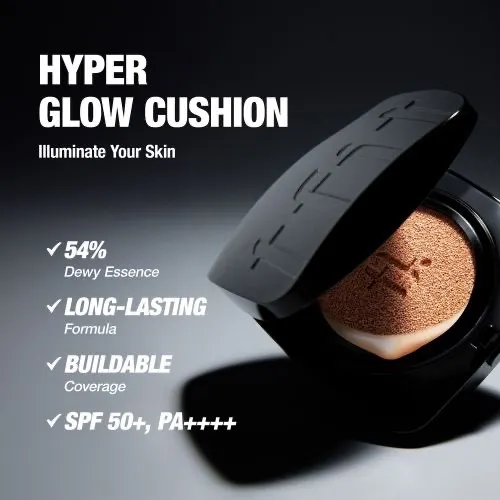 HYPER
GLOW CUSHION
Illuminate Your Skin
54%
Dewy Essence
LONG-LASTING
Formula
BUILDABLE
Coverage
SPF 50+, PA++++